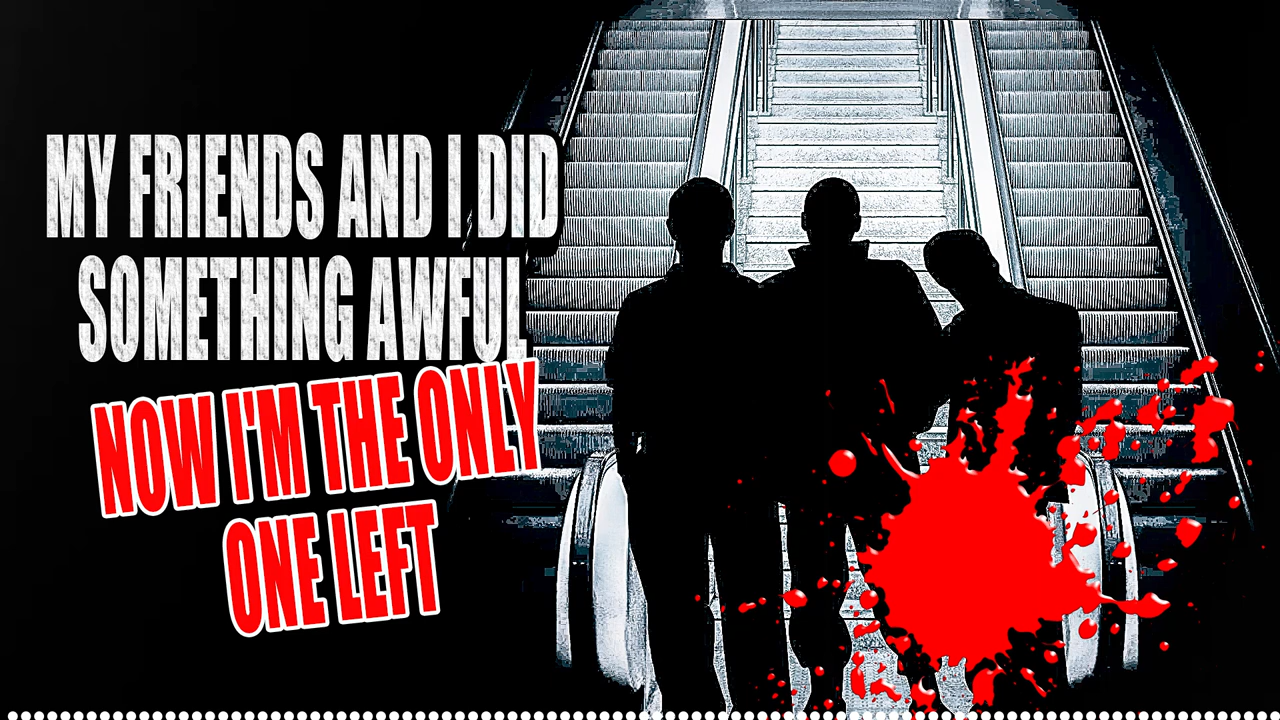 MY FRIENDS AND I DID
SOMETHING AWFUL
NOW I'M THE ONLY
ONE LEFT